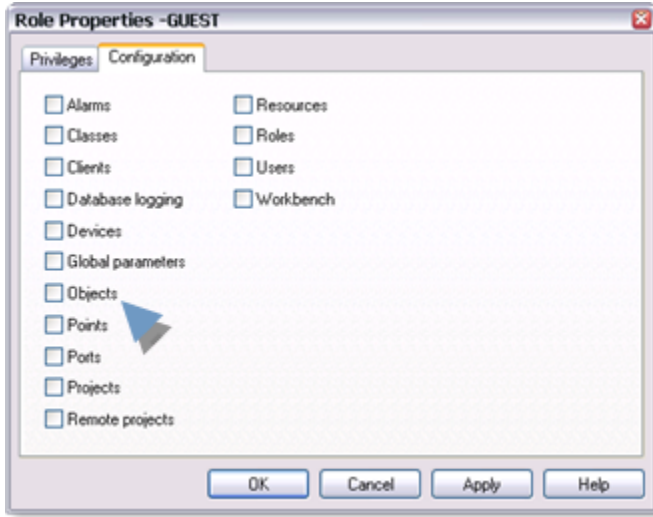 Role Properties -GUEST
Privileges
Configuration
Alarms
Classes
Clients
Database logging
Devices
Global parameters
Objects
Points
Ports
Projects
Remote projects
Resources
Roles
Users
Workbench
OK
Cancel
Apply
Help